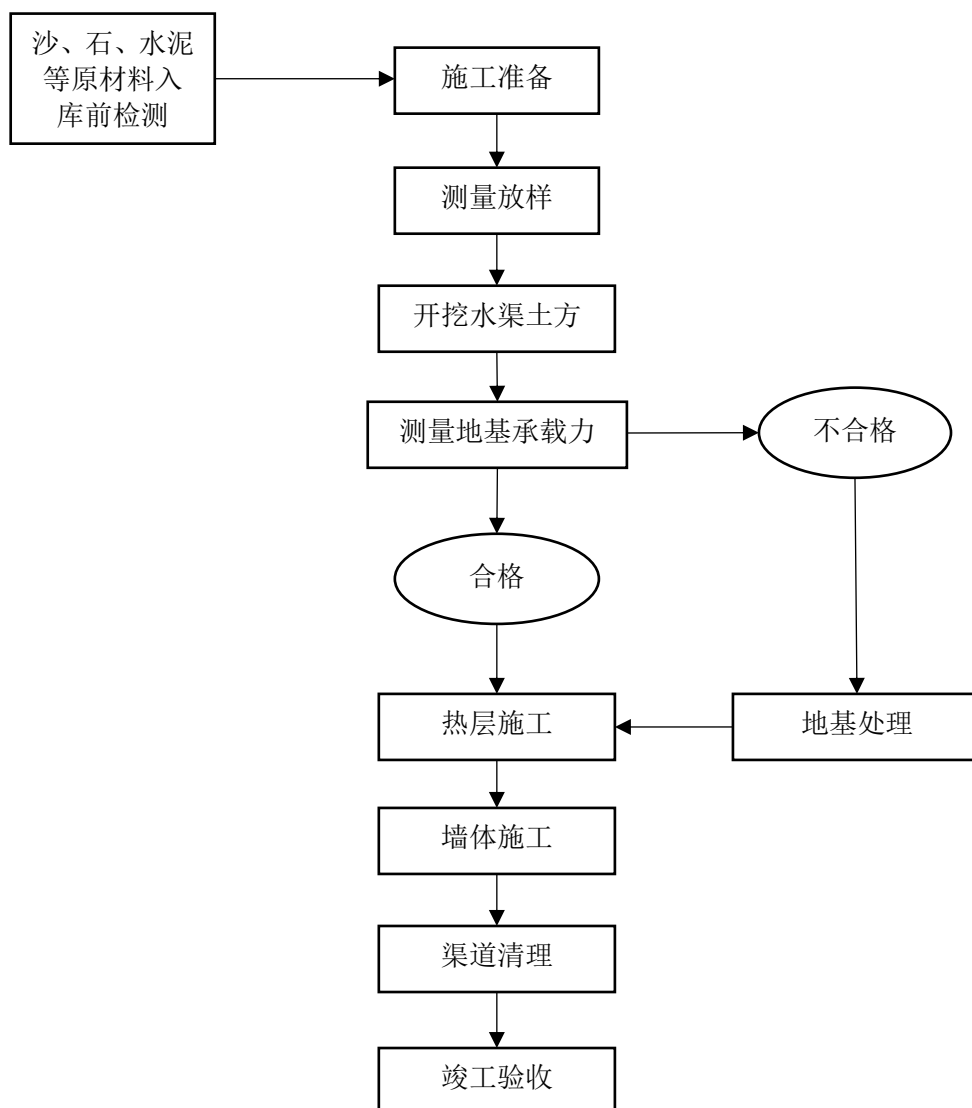 沙、石、水泥
等原材料入
库前检测
施工准备
测量放样
开挖水渠土方
测量地基承载力
不合格
合格
热层施工
地基处理
墙体施工
渠道清理
竣工验收